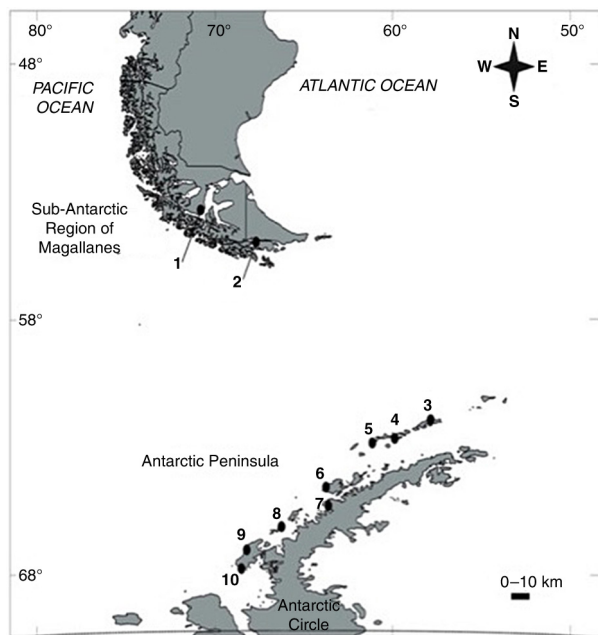 80° 70° 60° 50°
N
48°
PACIFIC
OCEAN
ATLANTIC OCEAN
W E
S
Sub-Antarctic
Region of
Magallanes
1
2
58°
3
4
5
Antarctic Peninsula
6
7
8
9
10
68°
0–10 km
Antarctic
Circle